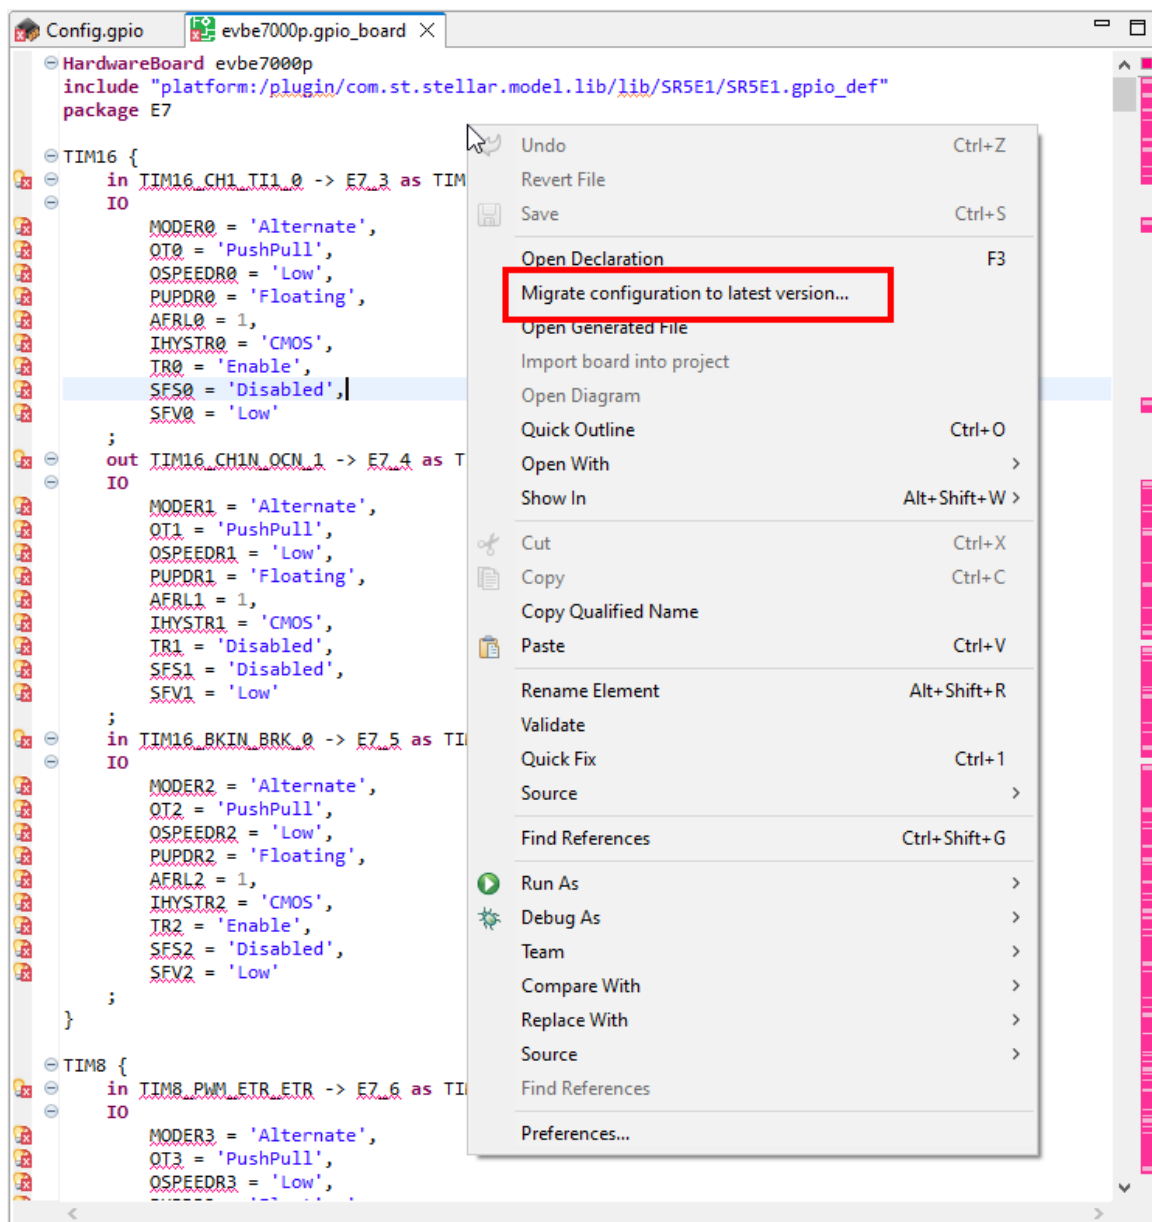 Config.gpio
evbe7000p.gpio_board
HardwareBoard evbe7000p
include "platform:/plugin/com.st.stellar.model.lib/lib/SR5E1/SR5E1.gpio_def"
package E7
TIM16 {
in TIM16_CH1_TI1_0 -> E7_3 as TIM
IO
MODER0 = 'Alternate',
OT0 = 'PushPull',
OSPEEDR0 = 'Low',
PUPDR0 = 'Floating',
AFRL0 = 1,
IHYSTR0 = 'CMOS',
TR0 = 'Enable',
SFS0 = 'Disabled',
SFV0 = 'Low'
;
out TIM16_CH1N_OCN_1 -> E7_4 as T
IO
MODER1 = 'Alternate',
OT1 = 'PushPull',
OSPEEDR1 = 'Low',
PUPDR1 = 'Floating',
AFRL1 = 1,
IHYSTR1 = 'CMOS',
TR1 = 'Disabled',
SFS1 = 'Disabled',
SFV1 = 'Low'
;
in TIM16_BKIN_BRK_0 -> E7_5 as TI
IO
MODER2 = 'Alternate',
OT2 = 'PushPull',
OSPEEDR2 = 'Low',
PUPDR2 = 'Floating',
AFRL2 = 1,
IHYSTR2 = 'CMOS',
TR2 = 'Enable',
SFS2 = 'Disabled',
SFV2 = 'Low'
;
}
TIM8 {
in TIM8_PWM_ETR_ETR -> E7_6 as TI
IO
MODER3 = 'Alternate',
OT3 = 'PushPull',
OSPEEDR3 = 'Low',
Undo Ctrl+Z
Revert File
Save Ctrl+S
Open Declaration F3
Migrate configuration to latest version...
Open Generated File
Import board into project
Open Diagram
Quick Outline Ctrl+O
Open With
Show In Alt+Shift+W
Cut Ctrl+X
Copy Ctrl+C
Copy Qualified Name
Paste Ctrl+V
Rename Element Alt+Shift+R
Validate
Quick Fix Ctrl+1
Source
Find References Ctrl+Shift+G
Run As
Debug As
Team
Compare With
Replace With
Source
Find References
Preferences...